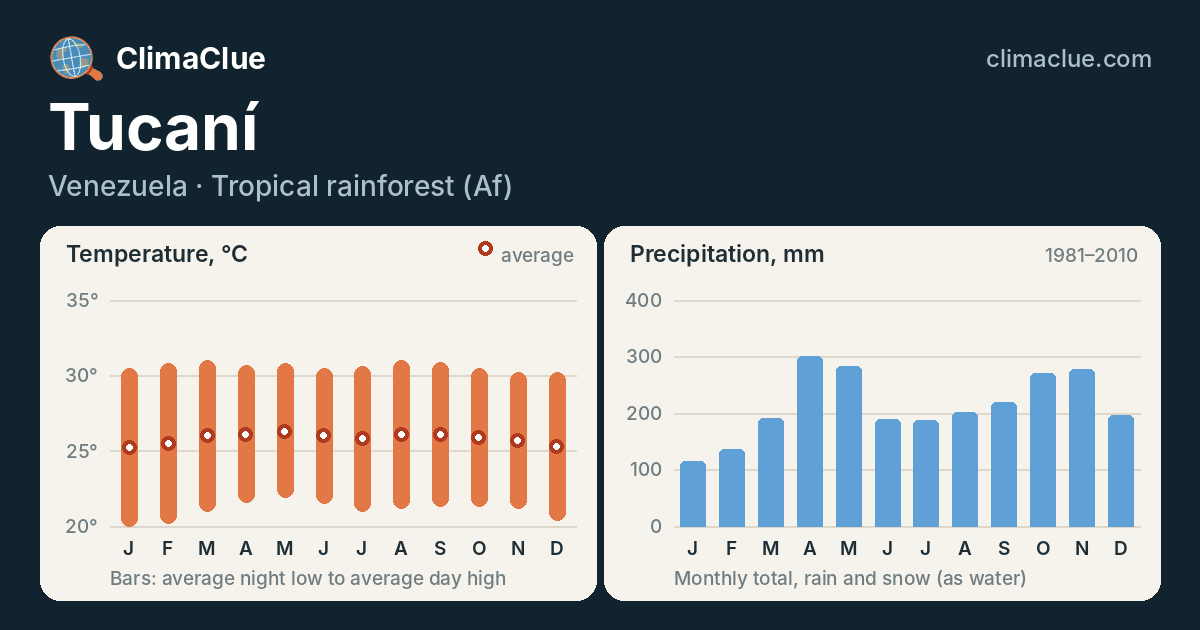 ClimaClue
climaclue.com
Tucaní
Venezuela · Tropical rainforest (Af)
Temperature, °C
average
35°
30°
25°
20°
J F M A M J J A S O N D
Bars: average night low to average day high
Precipitation, mm
1981–2010
400
300
200
100
0
J F M A M J J A S O N D
Monthly total, rain and snow (as water)